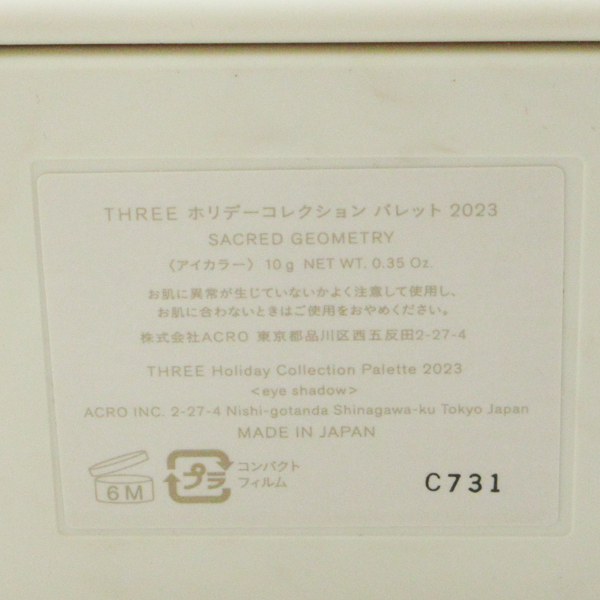 THREE ホリデーコレクション パレット 2023
SACRED GEOMETRY
〈アイカラー〉 10g NET WT. 0.35 Oz.
お肌に異常が生じていないかよく注意して使用し、
お肌に合わないときはご使用をおやめください。
株式会社ACRO 東京都品川区西五反田2-27-4
THREE Holiday Collection Palette 2023
<eye shadow>
ACRO INC. 2-27-4 Nishi-gotanda Shinagawa-ku Tokyo Japan
MADE IN JAPAN
6M
プラ
コンパクト
フィルム
C731